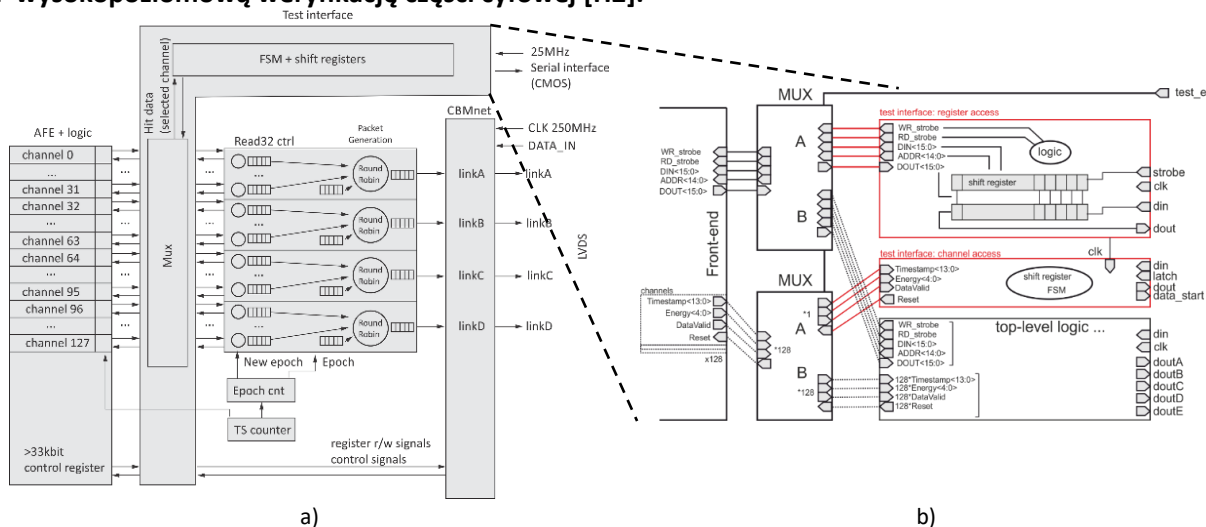 wysokopoziomową weryfikację części cyfrowej [H2].
Test interface
FSM + shift registers
25MHz
Serial interface
(CMOS)
Hit data
(selected channel)
CBMnet
AFE + logic
Read32 ctrl
Packet
Generation
CLK 250MHz
DATA_IN
channel 0
...
channel 31
channel 32
...
channel 63
channel 64
...
channel 95
channel 96
...
channel 127
Mux
...
...
...
...
...
...
...
...
...
...
...
...
Round
Robin
Round
Robin
Round
Robin
Round
Robin
linkA
linkB
linkC
linkD
linkA
linkB
linkC
linkD
LVDS
New epoch
Epoch
Epoch cnt
TS counter
>33kbit
control register
register r/w signals
control signals
a)
MUX
test_e
test interface: register access
WR_strobe
RD_strobe
DIN<15:0>
ADDR<14:0>
DOUT<15:0>
A
WR_strobe
RD_strobe
DIN<15:0>
ADDR<14:0>
DOUT<15:0>
logic
shift register
strobe
clk
din
dout
B
Front-end
test interface: channel access
clk
MUX
Timestamp<13:0>
Energy<4:0>
DataValid
Reset
shift register
FSM
din
latch
dout
data_start
channels
Timestamp<13:0>
Energy<4:0>
DataValid
Reset
x128
*128
*1
A
B
*128
WR_strobe
RD_strobe
DIN<15:0>
ADDR<14:0>
DOUT<15:0>
top-level logic ...
128*Timestamp<13:0>
128*Energy<4:0>
128*DataValid
128*Reset
din
clk
doutA
doutB
doutC
doutD
doutE
b)